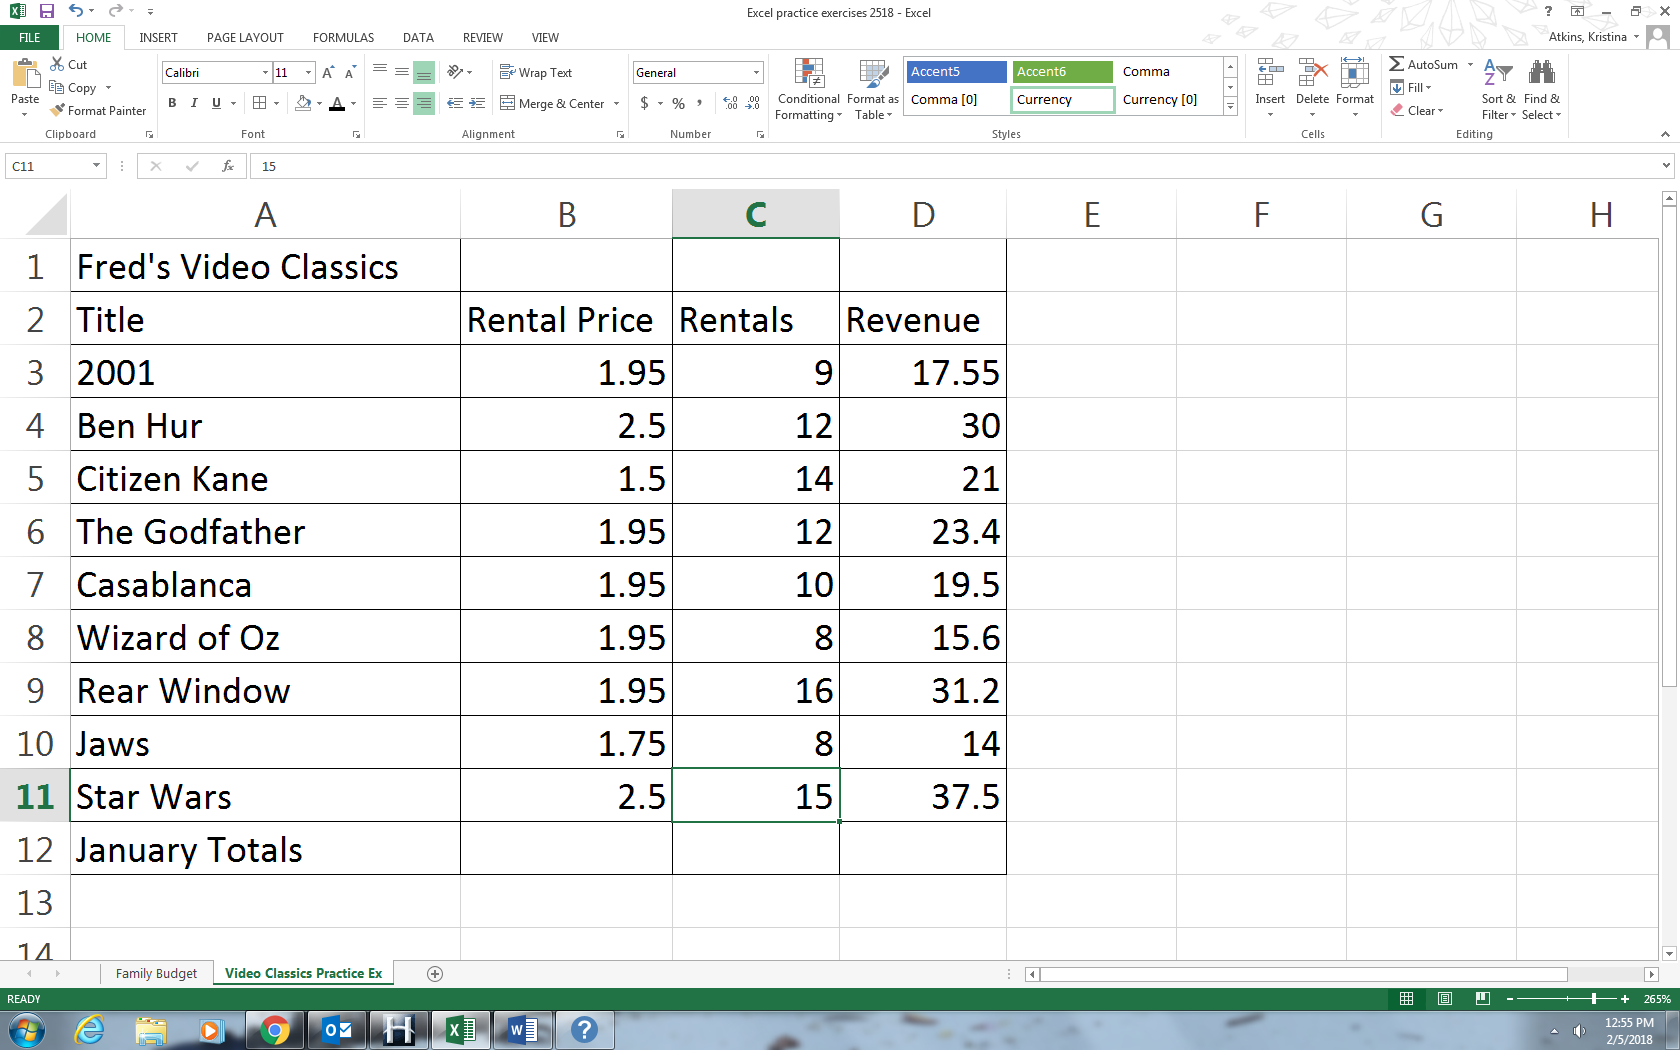 Excel practice exercises 2518 - Excel
FILE HOME INSERT PAGE LAYOUT FORMULAS DATA REVIEW VIEW Atkins, Kristina
Paste Cut Copy Format Painter Clipboard
Calibri 11 B I U A Font
Wrap Text Merge & Center Alignment
General $ % , Number
Conditional Formatting Format as Table
Accent5 Accent6 Comma
Comma [0] Currency Currency [0]
Styles
Insert Delete Format Cells
AutoSum Fill Clear Sort & Filter Find & Select Editing
C11 fx 15
A B C D E F G H
1 Fred's Video Classics
2 Title Rental Price Rentals Revenue
3 2001 1.95 9 17.55
4 Ben Hur 2.5 12 30
5 Citizen Kane 1.5 14 21
6 The Godfather 1.95 12 23.4
7 Casablanca 1.95 10 19.5
8 Wizard of Oz 1.95 8 15.6
9 Rear Window 1.95 16 31.2
10 Jaws 1.75 8 14
11 Star Wars 2.5 15 37.5
12 January Totals
13
14
Family Budget Video Classics Practice Ex
READY 265%
12:55 PM
2/5/2018